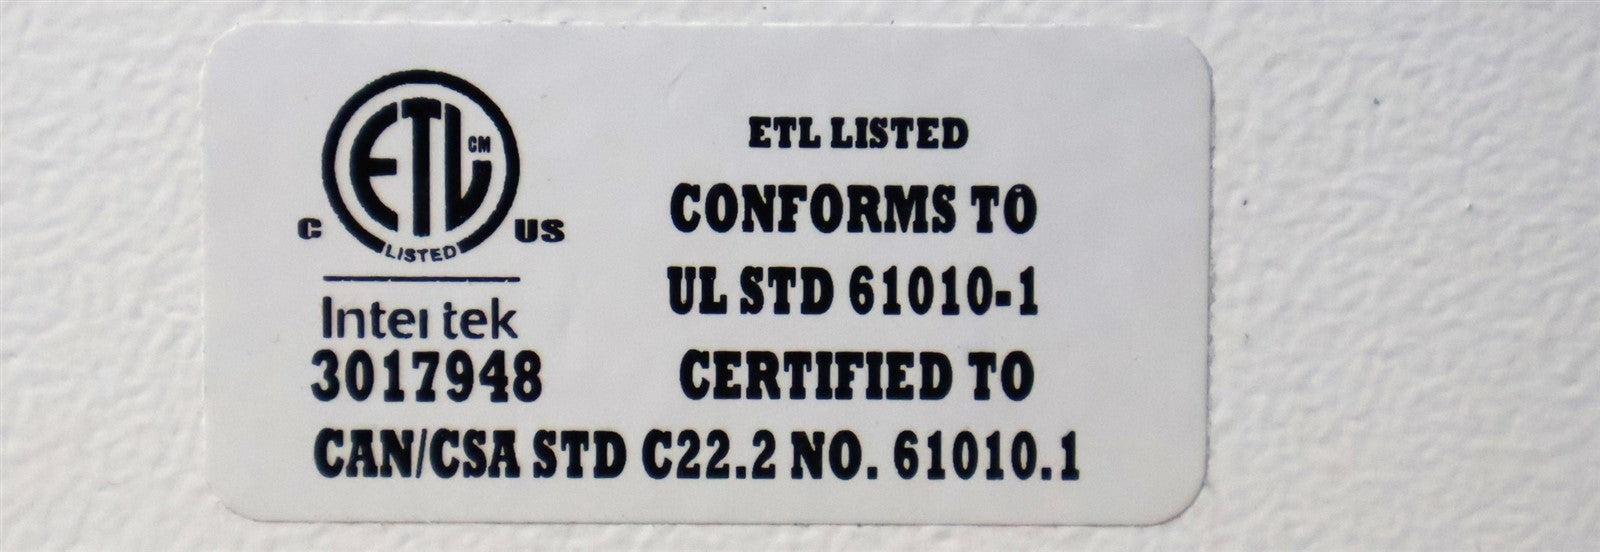 ETL CM
C LISTED US
Intertek
3017948
ETL LISTED
CONFORMS TO
UL STD 61010-1
CERTIFIED TO
CAN/CSA STD C22.2 NO. 61010.1